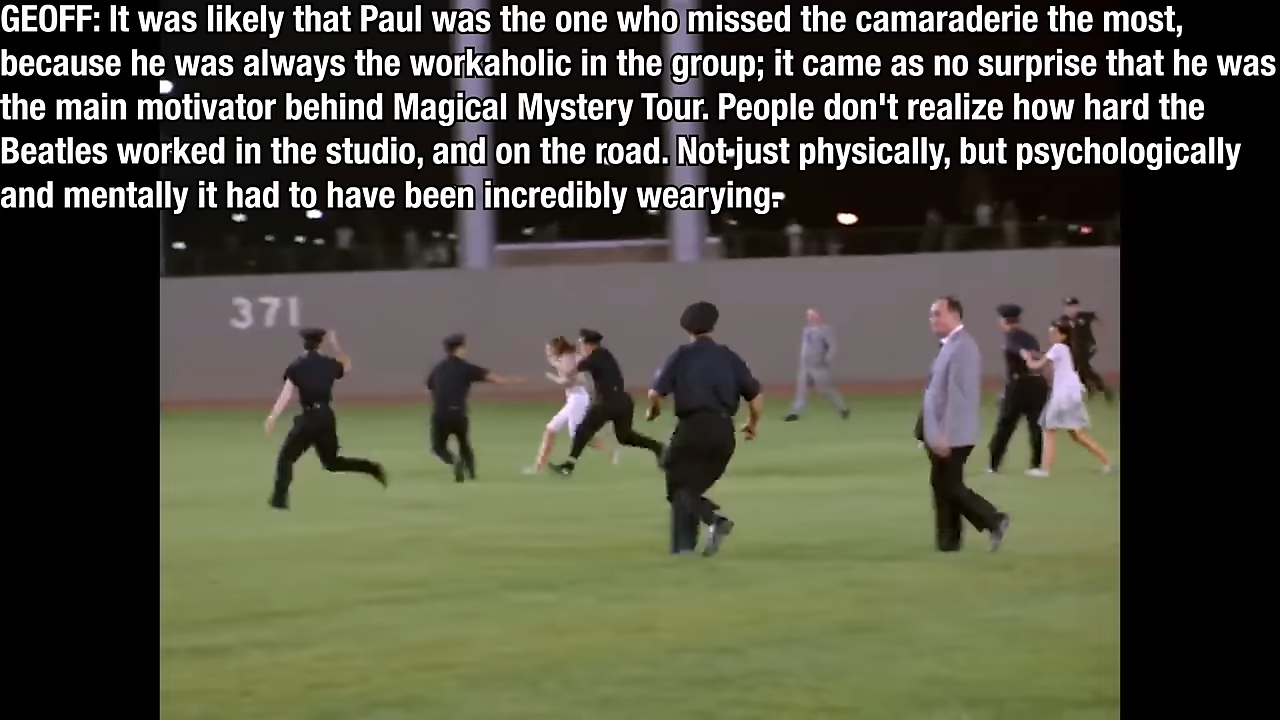 GEOFF: It was likely that Paul was the one who missed the camaraderie the most,
because he was always the workaholic in the group; it came as no surprise that he was
the main motivator behind Magical Mystery Tour. People don't realize how hard the
Beatles worked in the studio, and on the road. Not just physically, but psychologically
and mentally it had to have been incredibly wearying.
371